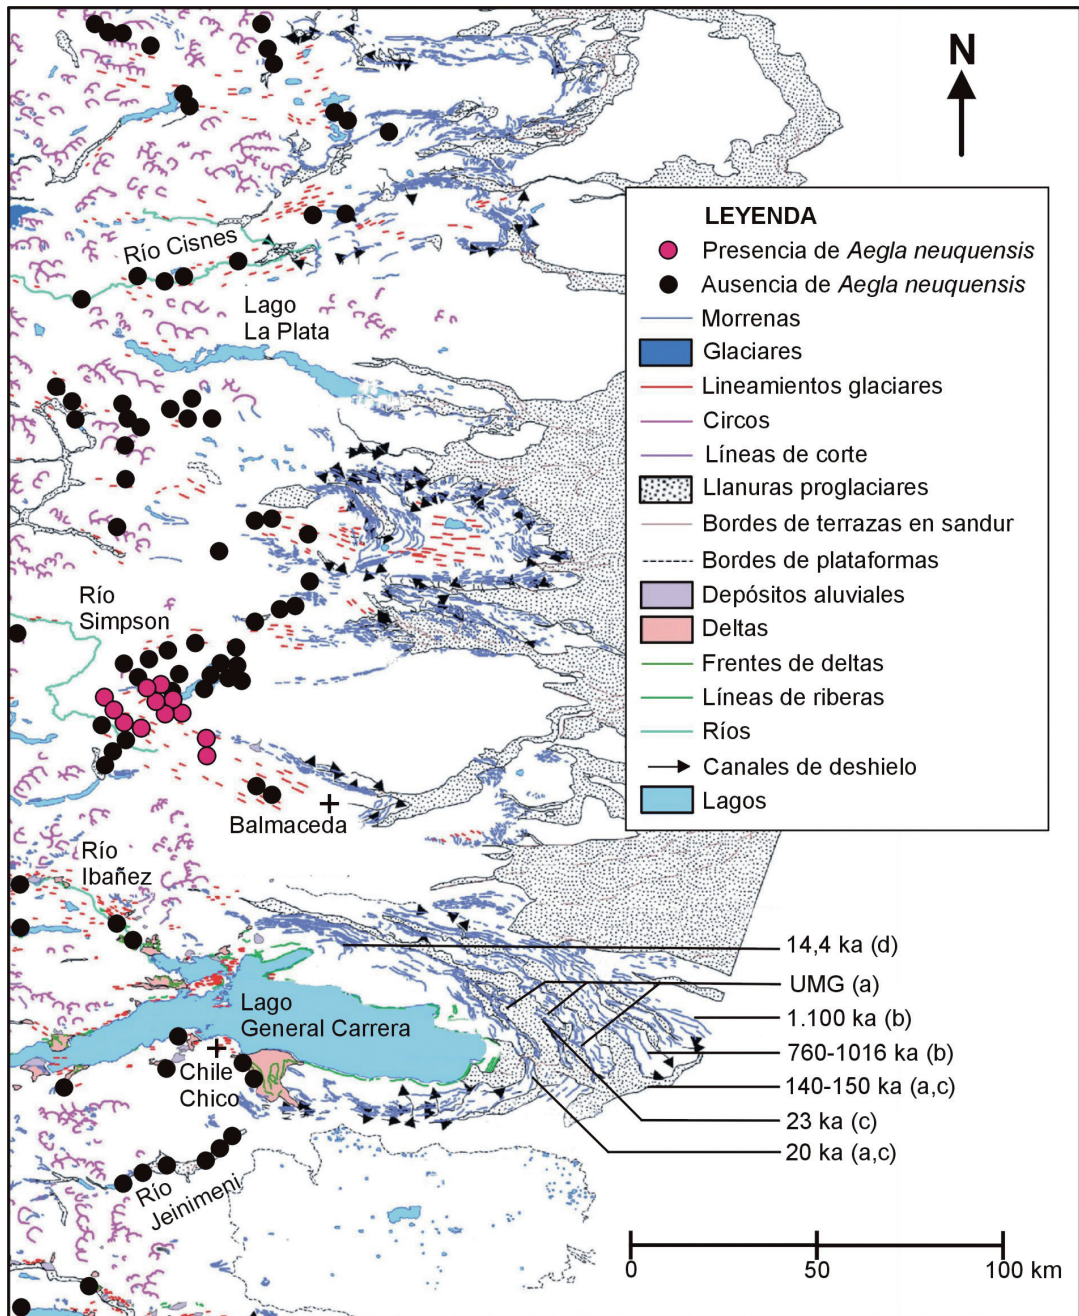 N
LEYENDA
Presencia de Aegla neuquensis
Ausencia de Aegla neuquensis
Morrenas
Glaciares
Lineamientos glaciares
Circos
Líneas de corte
Llanuras proglaciares
Bordes de terrazas en sandur
Bordes de plataformas
Depósitos aluviales
Deltas
Frentes de deltas
Líneas de riberas
Ríos
Canales de deshielo
Lagos
Río Cisnes
Lago
La Plata
Río
Simpson
Balmaceda
Río
Ibañez
Lago
General Carrera
Chile
Chico
Río
Jeinimeni
14,4 ka (d)
UMG (a)
1.100 ka (b)
760-1016 ka (b)
140-150 ka (a,c)
23 ka (c)
20 ka (a,c)
0 50 100 km